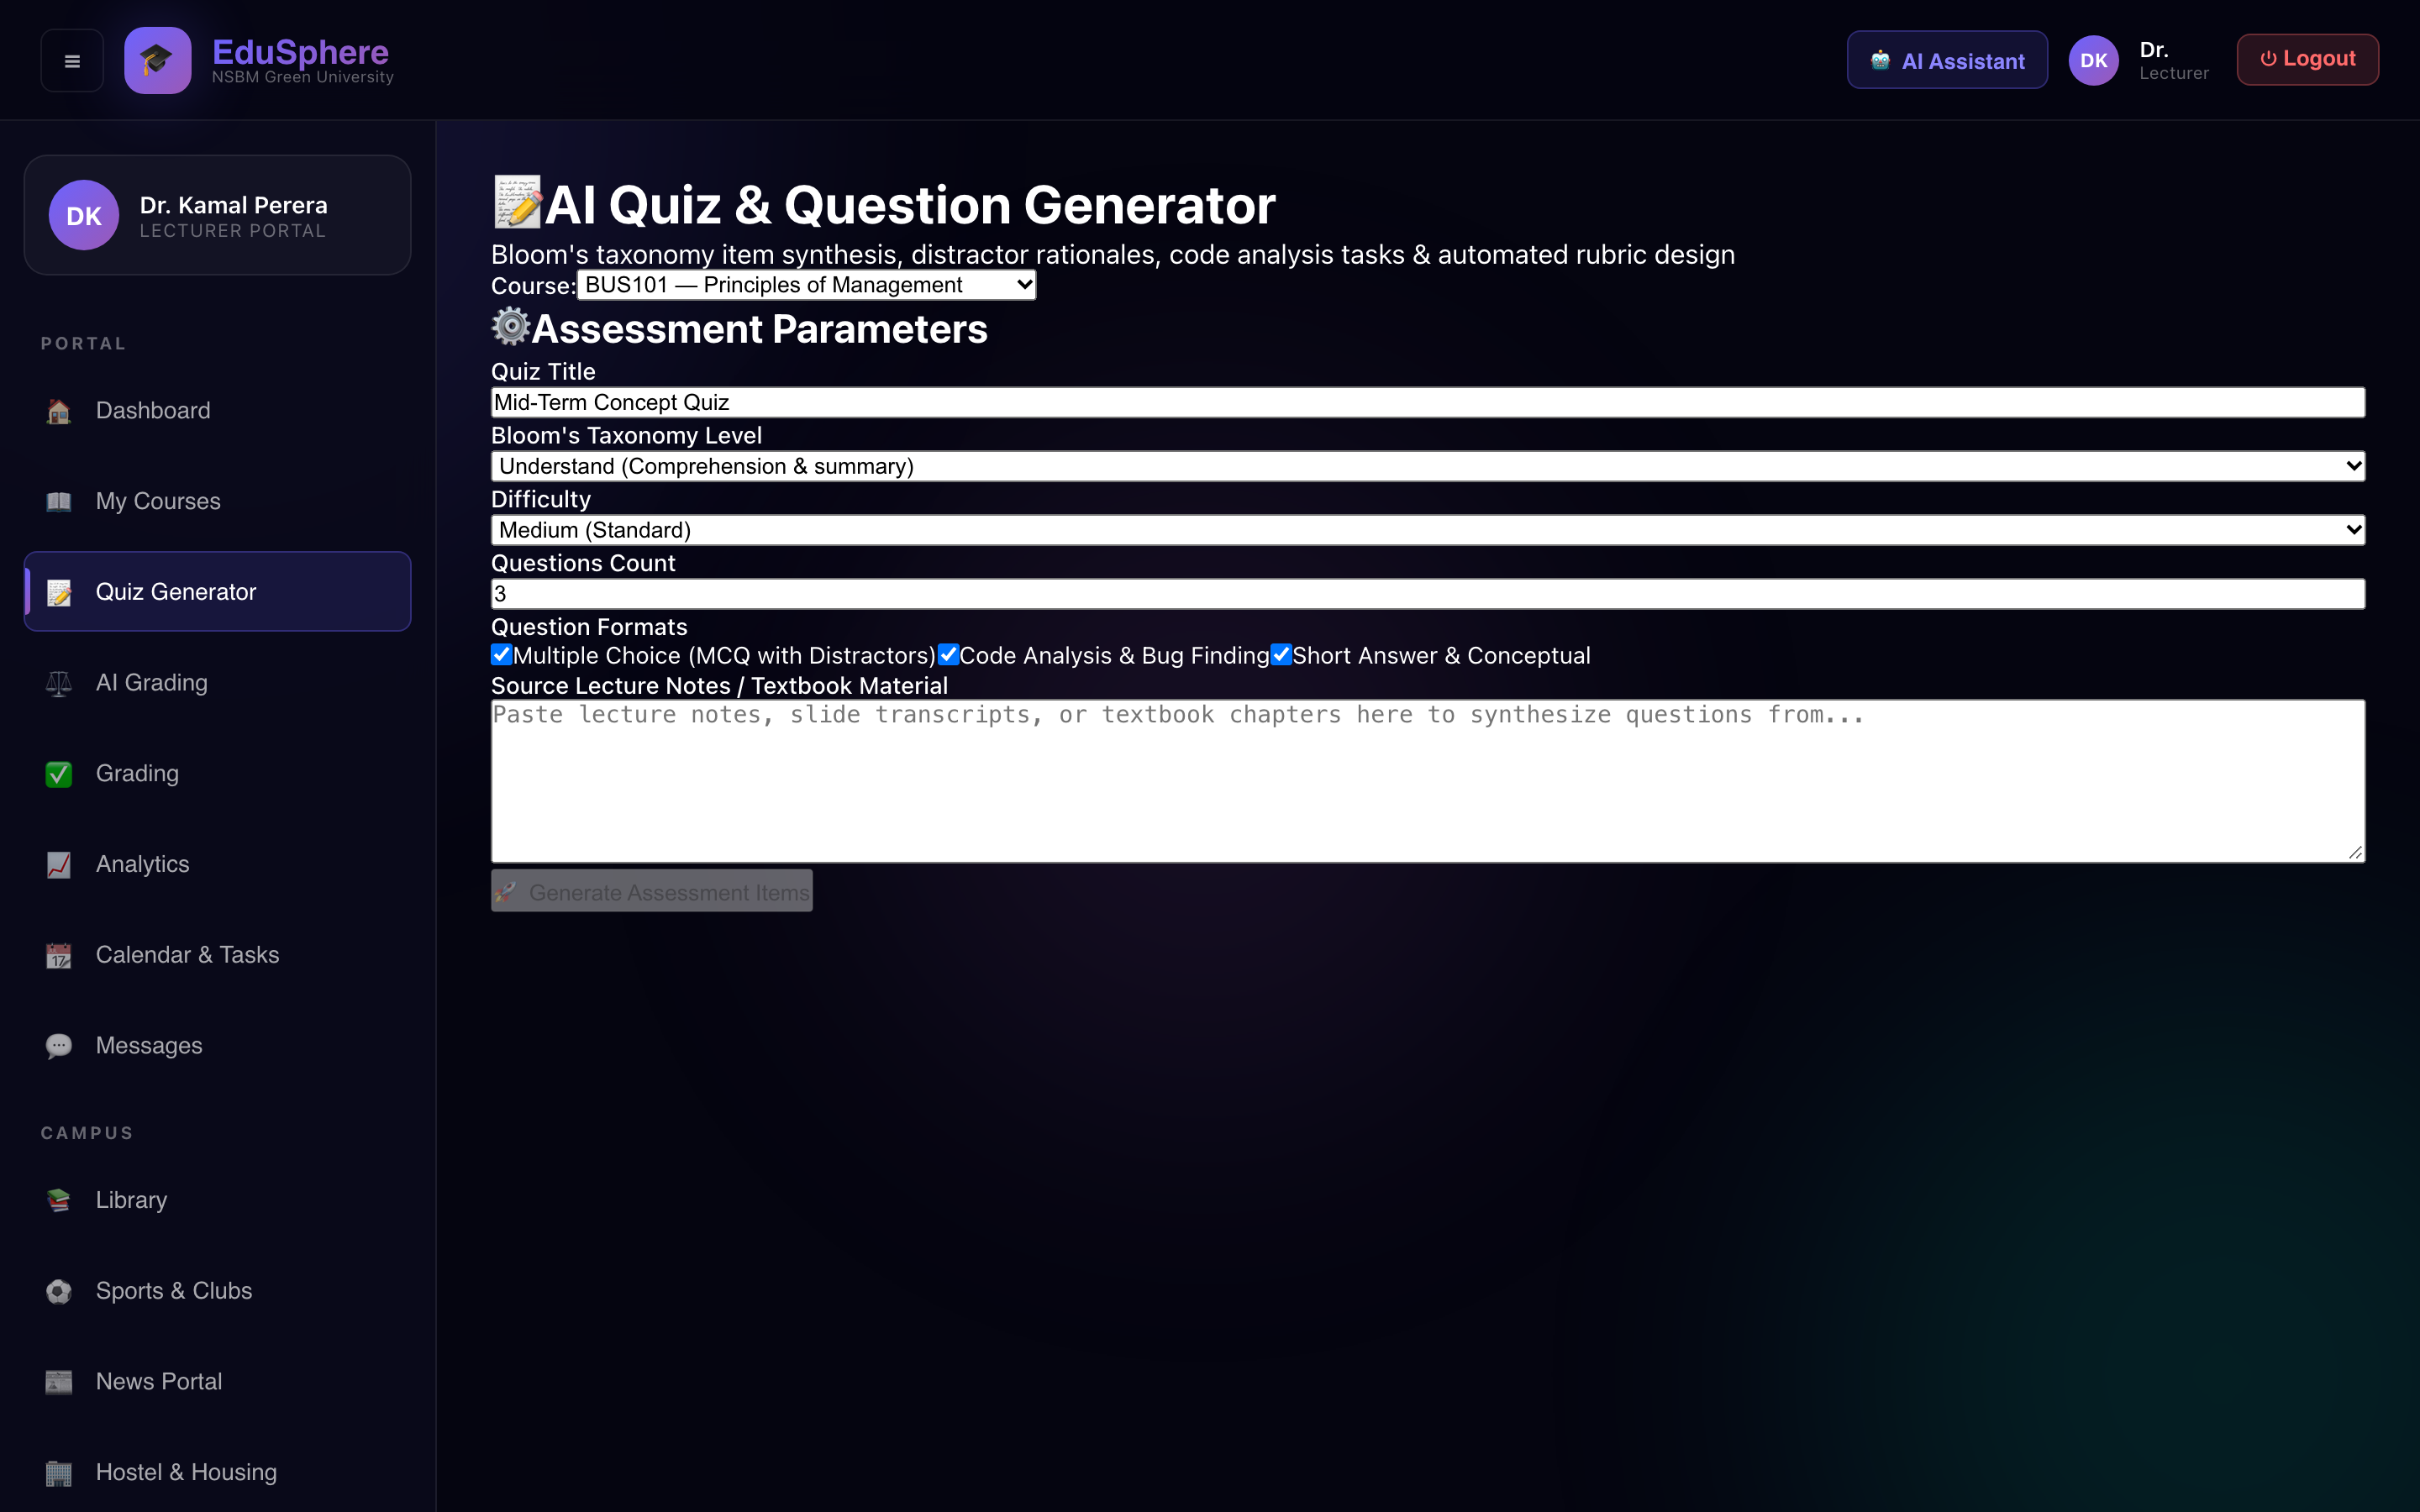 EduSphere
NSBM Green University
AI Assistant
DK
Dr.
Lecturer
Logout
DK
Dr. Kamal Perera
LECTURER PORTAL
PORTAL
Dashboard
My Courses
Quiz Generator
AI Grading
Grading
Analytics
Calendar & Tasks
Messages
CAMPUS
Library
Sports & Clubs
News Portal
Hostel & Housing
AI Quiz & Question Generator
Bloom's taxonomy item synthesis, distractor rationales, code analysis tasks & automated rubric design
Course: BUS101 — Principles of Management
Assessment Parameters
Quiz Title
Mid-Term Concept Quiz
Bloom's Taxonomy Level
Understand (Comprehension & summary)
Difficulty
Medium (Standard)
Questions Count
3
Question Formats
Multiple Choice (MCQ with Distractors) Code Analysis & Bug Finding Short Answer & Conceptual
Source Lecture Notes / Textbook Material
Paste lecture notes, slide transcripts, or textbook chapters here to synthesize questions from...
Generate Assessment Items